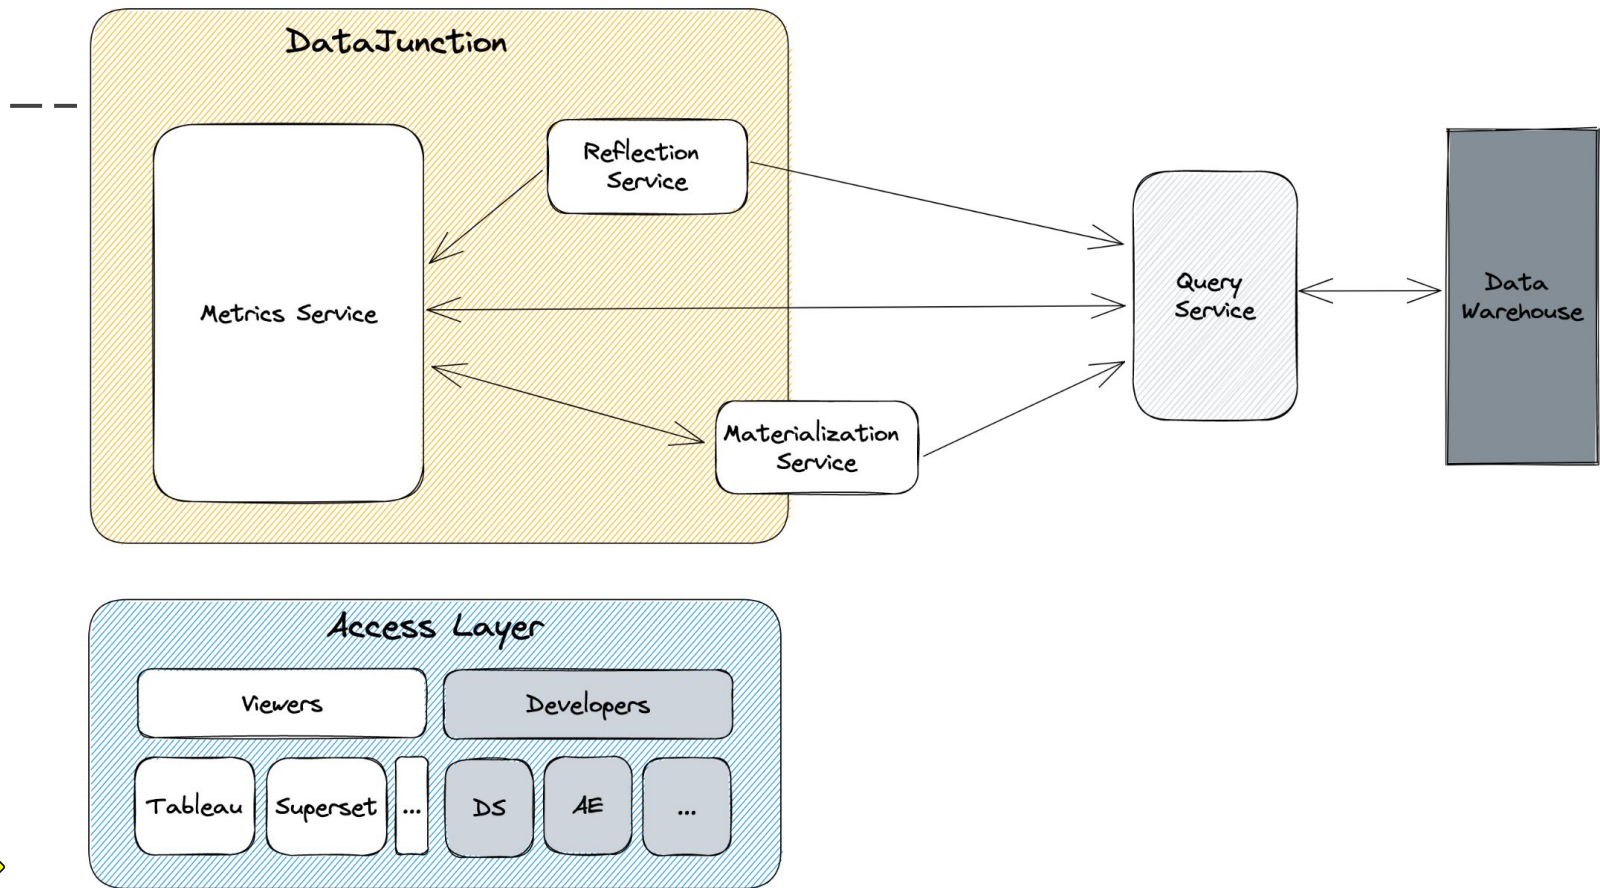 DataJunction
Reflection
Service
Metrics Service
Query
Service
Data
Warehouse
Materialization
Service
Access Layer
Viewers
Developers
Tableau
Superset
...
DS
AE
...